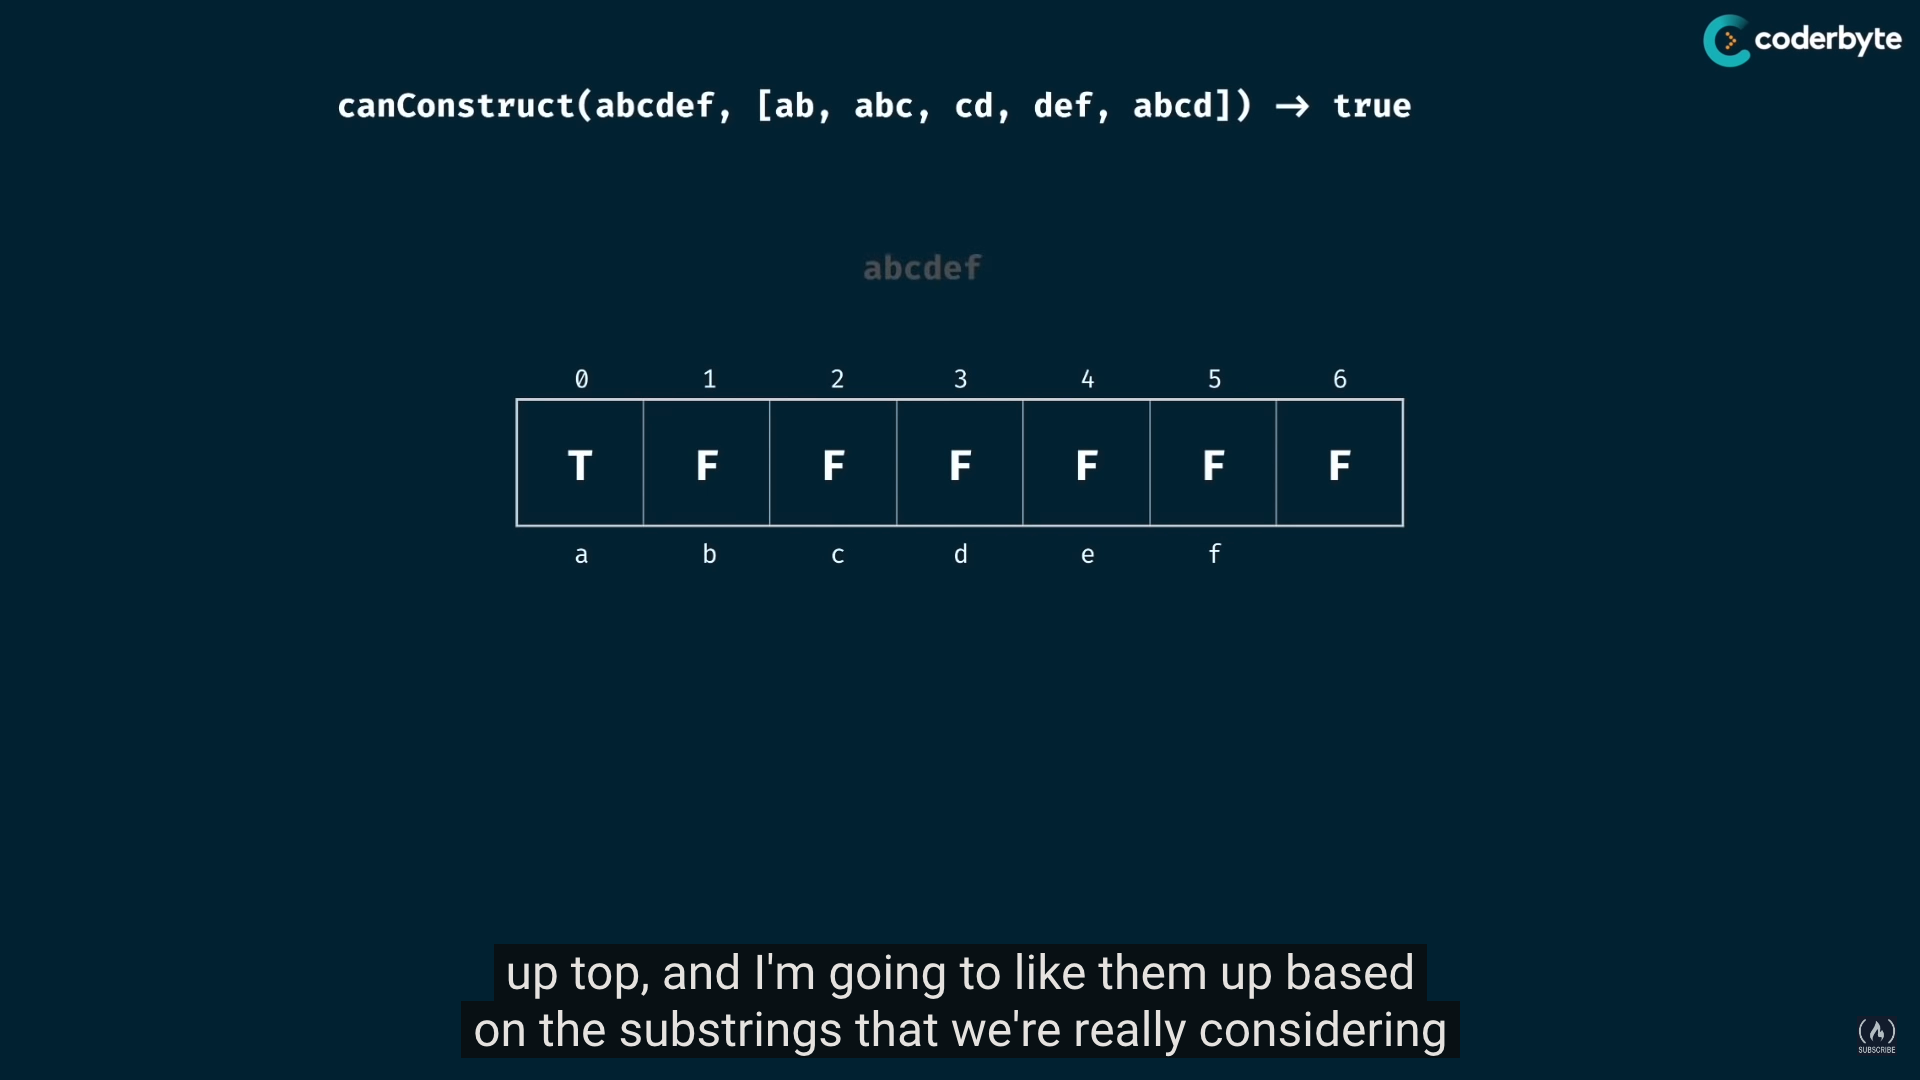 coderbyte
canConstruct(abcdef, [ab, abc, cd, def, abcd]) → true
abcdef
0 1 2 3 4 5 6
T F F F F F F
a b c d e f
up top, and I'm going to like them up based
on the substrings that we're really considering
SUBSCRIBE